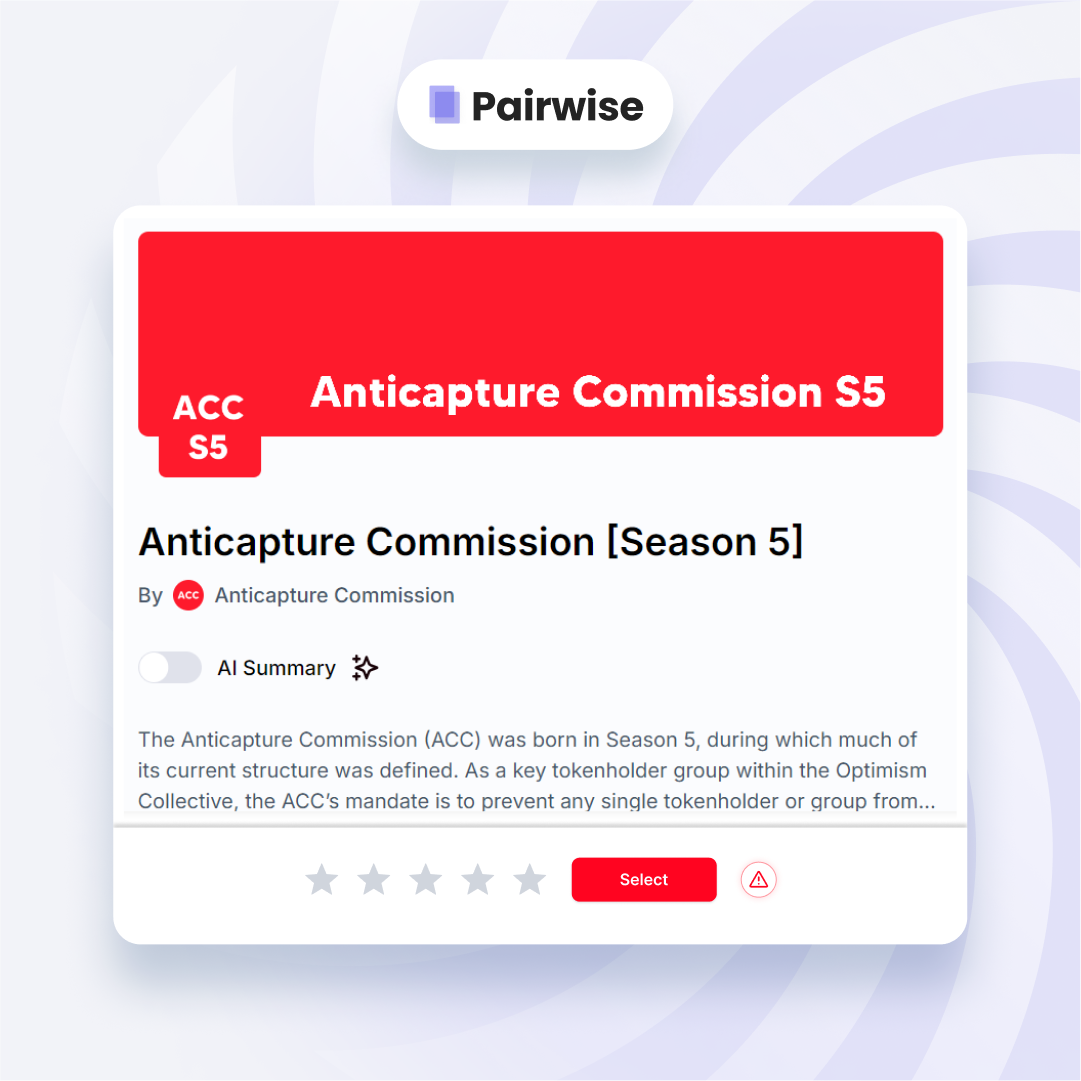 Pairwise
Anticapture Commission S5
ACC
S5
Anticapture Commission [Season 5]
By ACC Anticapture Commission
AI Summary
The Anticapture Commission (ACC) was born in Season 5, during which much of
its current structure was defined. As a key tokenholder group within the Optimism
Collective, the ACC’s mandate is to prevent any single tokenholder or group from...
Select